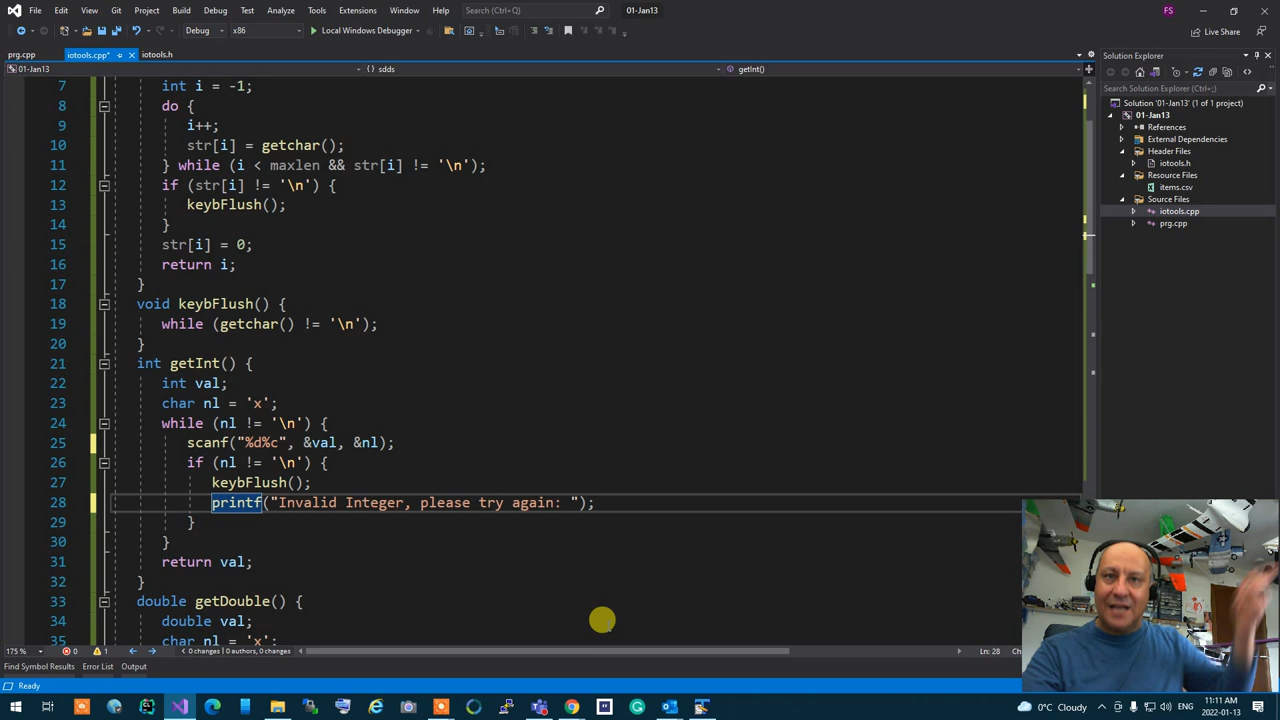 File Edit View Git Project Build Debug Test Analyze Tools Extensions Window Help Search (Ctrl+Q) 01-Jan13 FS
Debug x86 Local Windows Debugger Live Share
prg.cpp iotools.cpp* iotools.h
01-Jan13 sdds getInt()
7 int i = -1;
8 do {
9 i++;
10 str[i] = getchar();
11 } while (i < maxlen && str[i] != '\n');
12 if (str[i] != '\n') {
13 keybFlush();
14 }
15 str[i] = 0;
16 return i;
17 }
18 void keybFlush() {
19 while (getchar() != '\n');
20 }
21 int getInt() {
22 int val;
23 char nl = 'x';
24 while (nl != '\n') {
25 scanf("%d%c", &val, &nl);
26 if (nl != '\n') {
27 keybFlush();
28 printf("Invalid Integer, please try again: ");
29 }
30 }
31 return val;
32 }
33 double getDouble() {
34 double val;
35 char nl = 'x';
Solution Explorer
Search Solution Explorer (Ctrl+;)
Solution '01-Jan13' (1 of 1 project)
01-Jan13
References
External Dependencies
Header Files
iotools.h
Resource Files
items.csv
Source Files
iotools.cpp
prg.cpp
175 % 0 1 0 changes | 0 authors, 0 changes Ln: 28
Find Symbol Results Error List Output
Ready
0°C Cloudy ENG 11:11 AM
2022-01-13